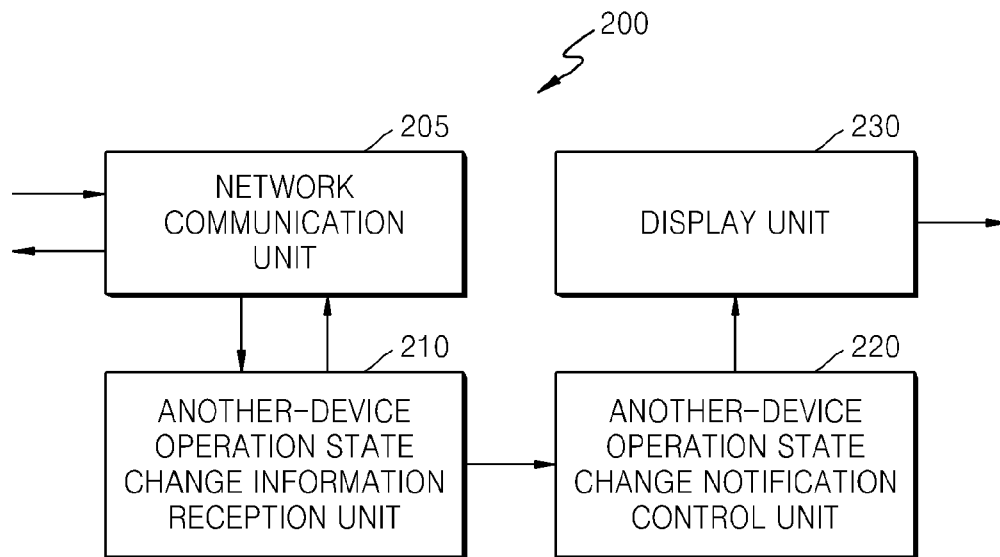 200
205
NETWORK
COMMUNICATION
UNIT
230
DISPLAY UNIT
210
ANOTHER-DEVICE
OPERATION STATE
CHANGE INFORMATION
RECEPTION UNIT
220
ANOTHER-DEVICE
OPERATION STATE
CHANGE NOTIFICATION
CONTROL UNIT